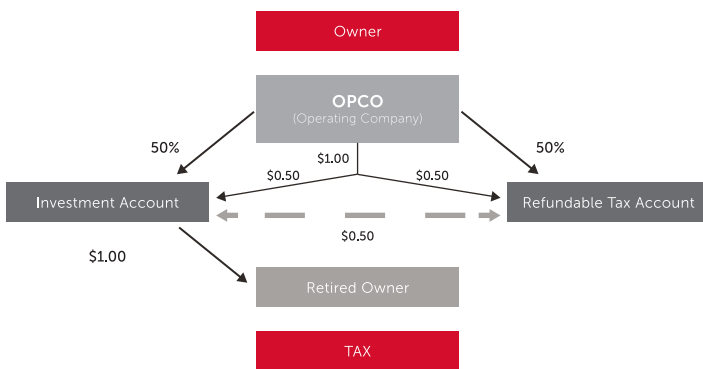 Owner
OPCO
(Operating Company)
50%
$1.00
50%
$0.50
$0.50
Investment Account
Refundable Tax Account
$0.50
$1.00
Retired Owner
TAX